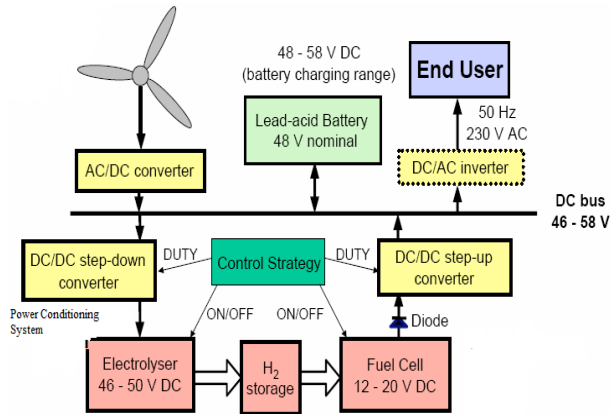 48 - 58 V DC
(battery charging range)
End User
Lead-acid Battery
48 V nominal
50 Hz
230 V AC
AC/DC converter
DC/AC inverter
DC bus
46 - 58 V
DC/DC step-down
converter
DUTY
Control Strategy
DUTY
DC/DC step-up
converter
Power Conditioning
System
ON/OFF
ON/OFF
Diode
Electrolyser
46 - 50 V DC
H2
storage
Fuel Cell
12 - 20 V DC